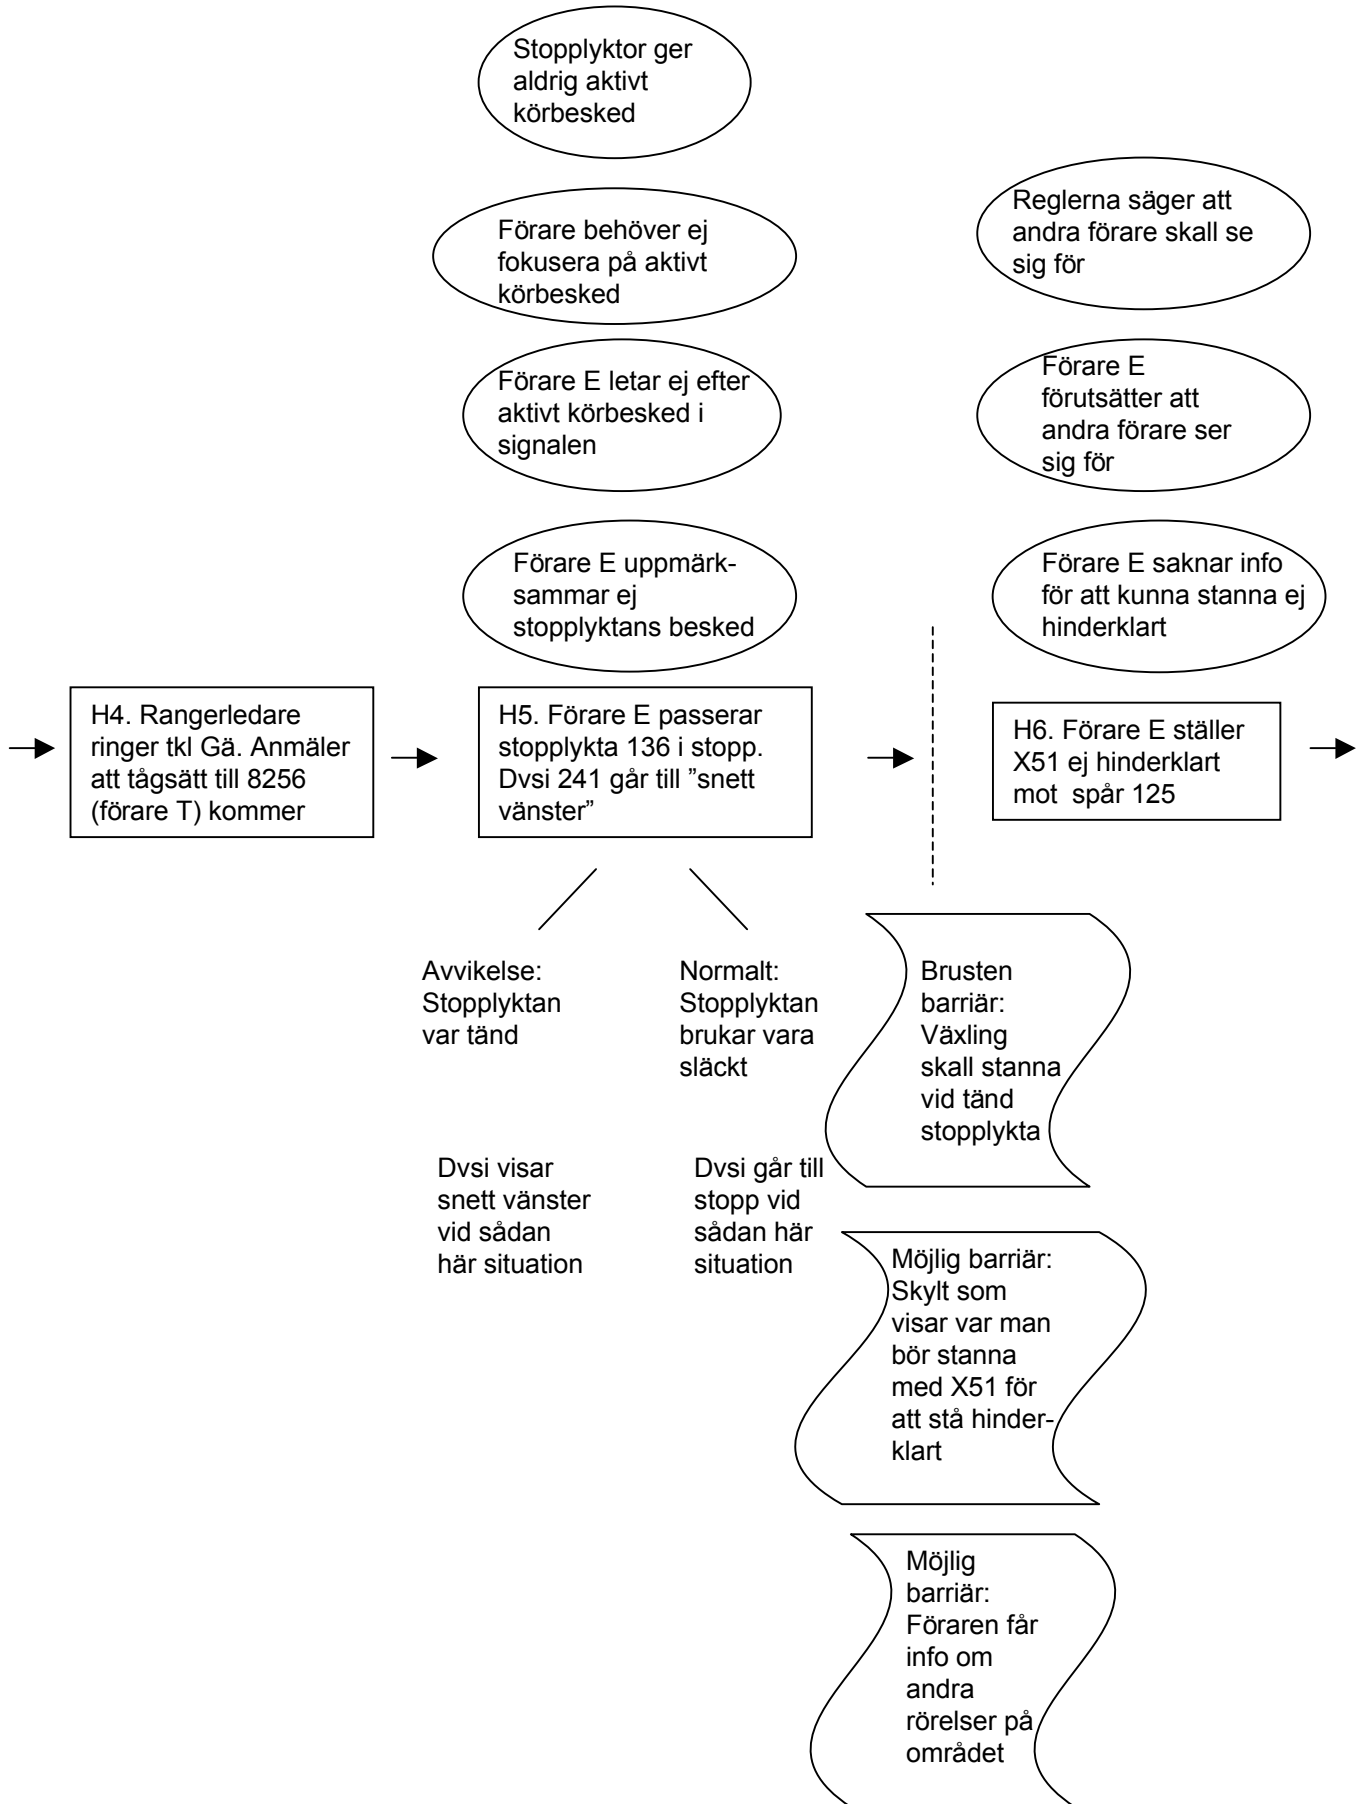 Stopplyktor ger
aldrig aktivt
körbesked
Förare behöver ej
fokusera på aktivt
körbesked
Reglerna säger att
andra förare skall se
sig för
Förare E letar ej efter
aktivt körbesked i
signalen
Förare E
förutsätter att
andra förare ser
sig för
Förare E uppmärk-
sammar ej
stopplyktans besked
Förare E saknar info
för att kunna stanna ej
hinderklart
H4. Rangerledare
ringer tkl Gä. Anmäler
att tågsätt till 8256
(förare T) kommer
H5. Förare E passerar
stopplykta 136 i stopp.
Dvsi 241 går till ”snett
vänster”
H6. Förare E ställer
X51 ej hinderklart
mot spår 125
Avvikelse:
Stopplyktan
var tänd
Normalt:
Stopplyktan
brukar vara
släckt
Brusten
barriär:
Växling
skall stanna
vid tänd
stopplykta
Dvsi visar
snett vänster
vid sådan
här situation
Dvsi går till
stopp vid
sådan här
situation
Möjlig barriär:
Skylt som
visar var man
bör stanna
med X51 för
att stå hinder-
klart
Möjlig
barriär:
Föraren får
info om
andra
rörelser på
området